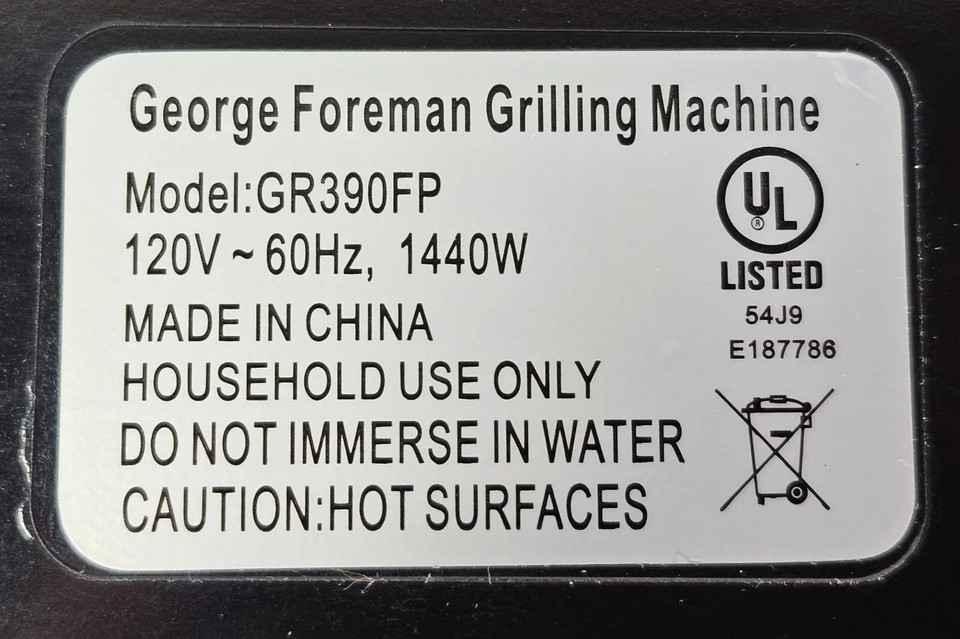 George Foreman Grilling Machine
Model:GR390FP
120V ~ 60Hz, 1440W
MADE IN CHINA
HOUSEHOLD USE ONLY
DO NOT IMMERSE IN WATER
CAUTION:HOT SURFACES
UL
®
LISTED
54J9
E187786